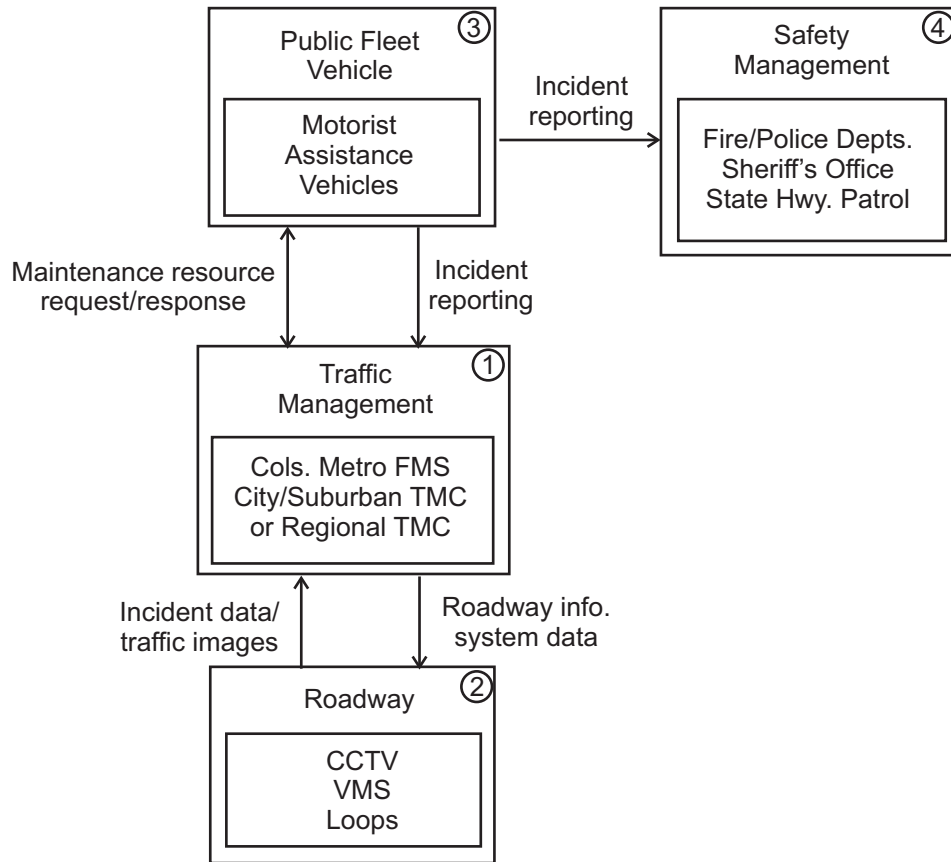 3
Public Fleet
Vehicle
Motorist
Assistance
Vehicles
Incident
reporting
4
Safety
Management
Fire/Police Depts.
Sheriff’s Office
State Hwy. Patrol
Maintenance resource
request/response
Incident
reporting
1
Traffic
Management
Cols. Metro FMS
City/Suburban TMC
or Regional TMC
Incident data/
traffic images
Roadway info.
system data
2
Roadway
CCTV
VMS
Loops